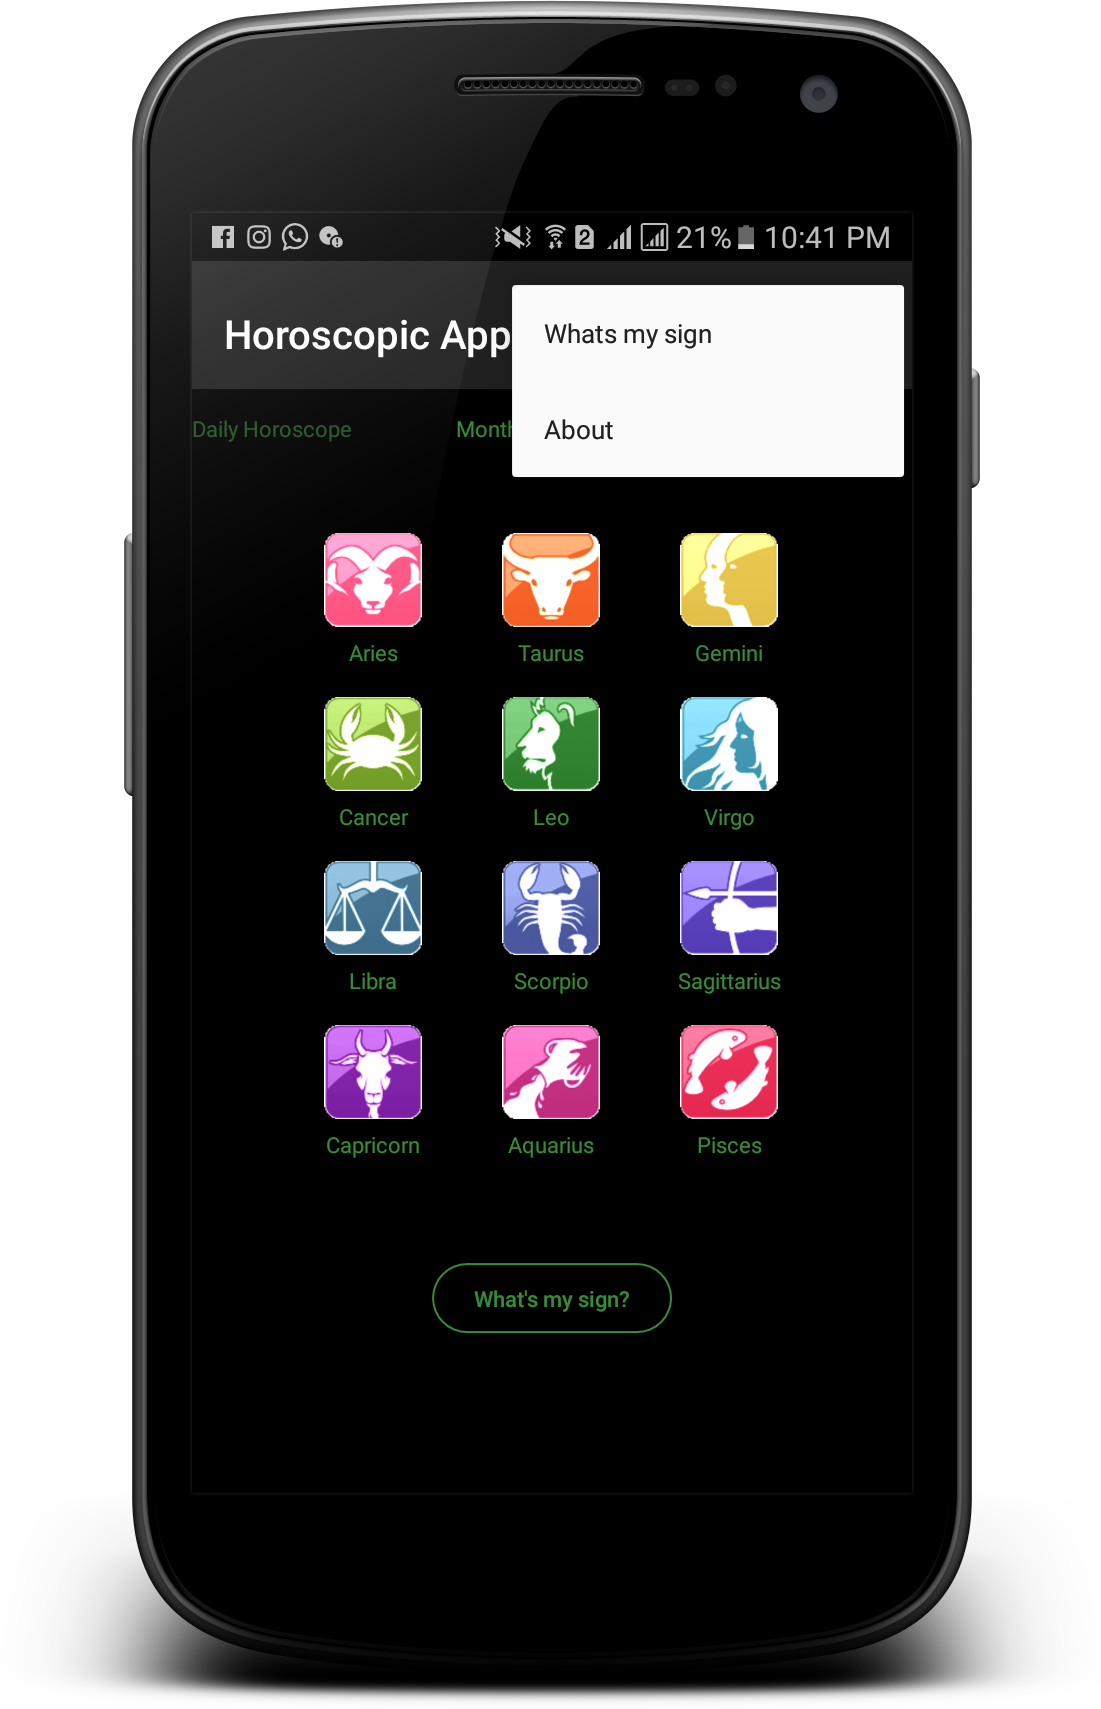 2 21% 10:41 PM
Horoscopic App
Whats my sign
About
Daily Horoscope
Aries Taurus Gemini
Cancer Leo Virgo
Libra Scorpio Sagittarius
Capricorn Aquarius Pisces
What's my sign?